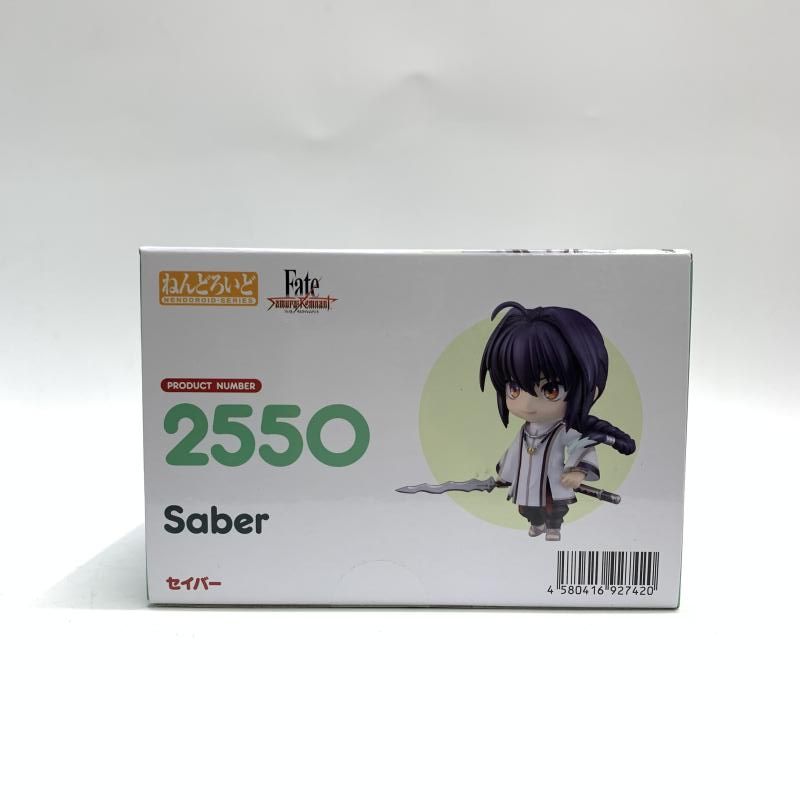 ねんどろいど
NENDOROID-SERIES
Fate
Samurai Remnant
PRODUCT NUMBER
2550
Saber
セイバー
4 580416 927420